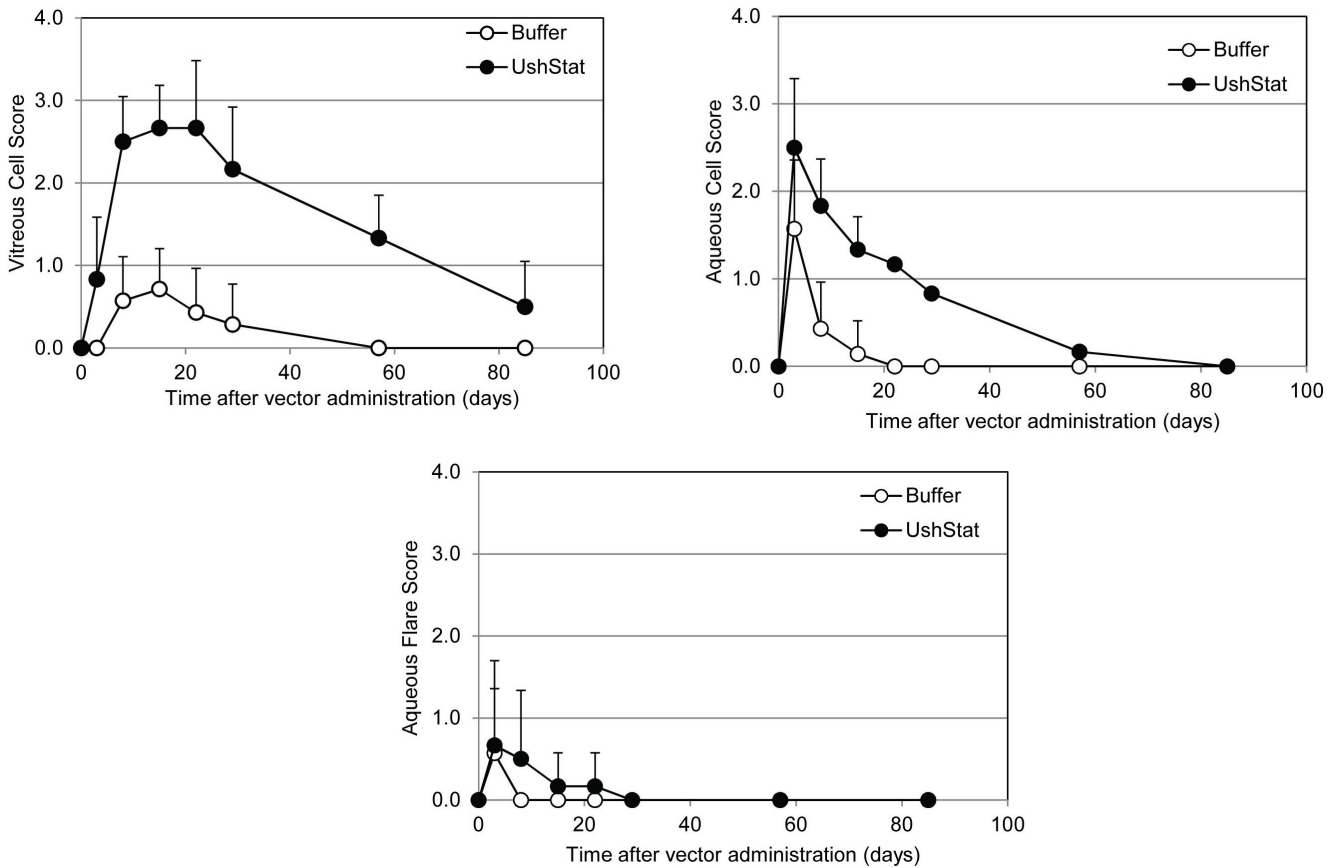 4.0
3.0
2.0
1.0
0.0
Vitreous Cell Score
Buffer
UshStat
0 20 40 60 80 100
Time after vector administration (days)
4.0
3.0
2.0
1.0
0.0
Aqueous Cell Score
Buffer
UshStat
0 20 40 60 80 100
Time after vector administration (days)
4.0
3.0
2.0
1.0
0.0
Aqueous Flare Score
Buffer
UshStat
0 20 40 60 80 100
Time after vector administration (days)